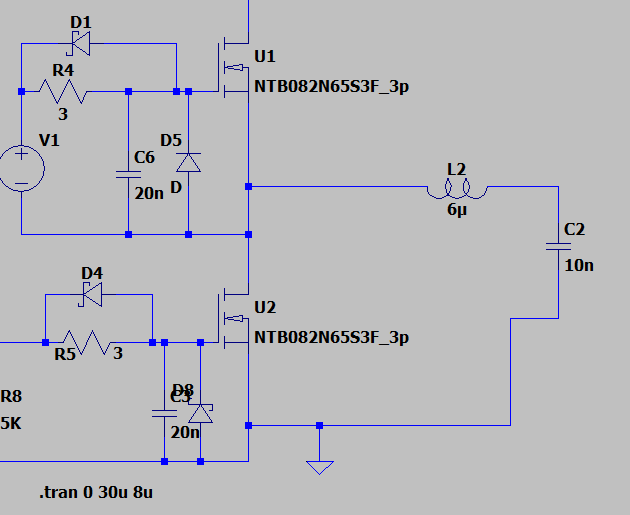 D1
U1
R4
NTB082N65S3F_3p
3
V1
D5
C6
L2
D
20n
6µ
C2
10n
D4
U2
NTB082N65S3F_3p
R5
3
D8
C3
R8
5K
20n
.tran 0 30u 8u